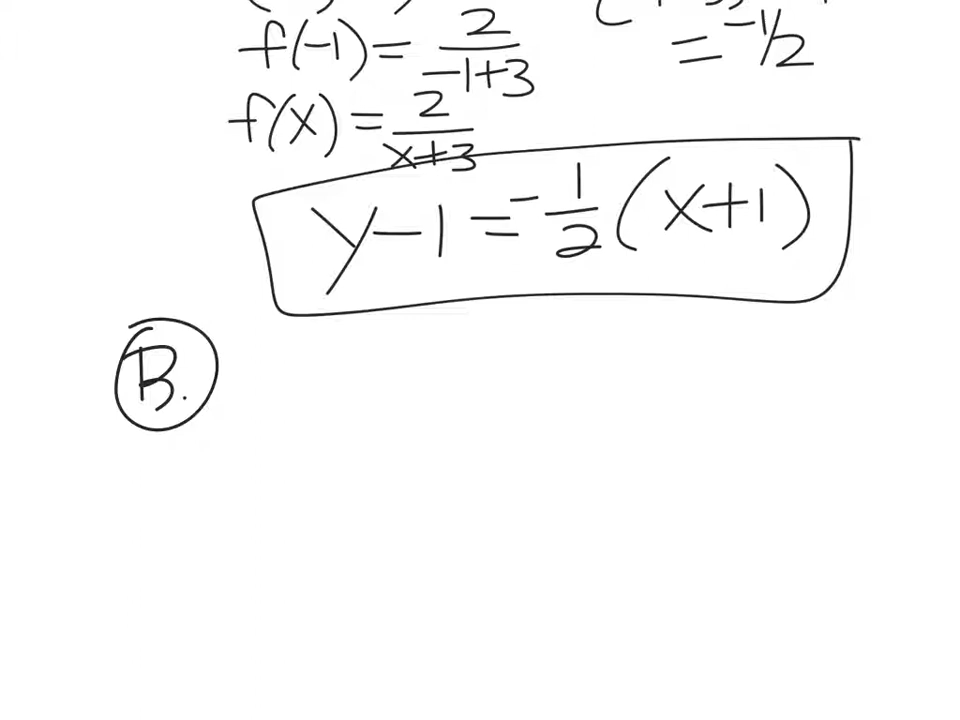 f(-1) = 2/(-1+3)
= -1/2
f(x) = 2/(x+3)
y-1 = -1/2 (x+1)
B.